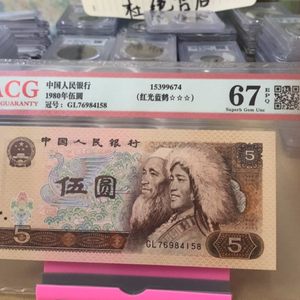 ACG
GUARANTY
中国人民银行
1980年伍圆
冠号：GL76984158
15399674
(红光蓝鹤☆☆☆)
67 EPQ
Superb Gem Unc
中国人民银行
伍圆
5
5
GL76984158